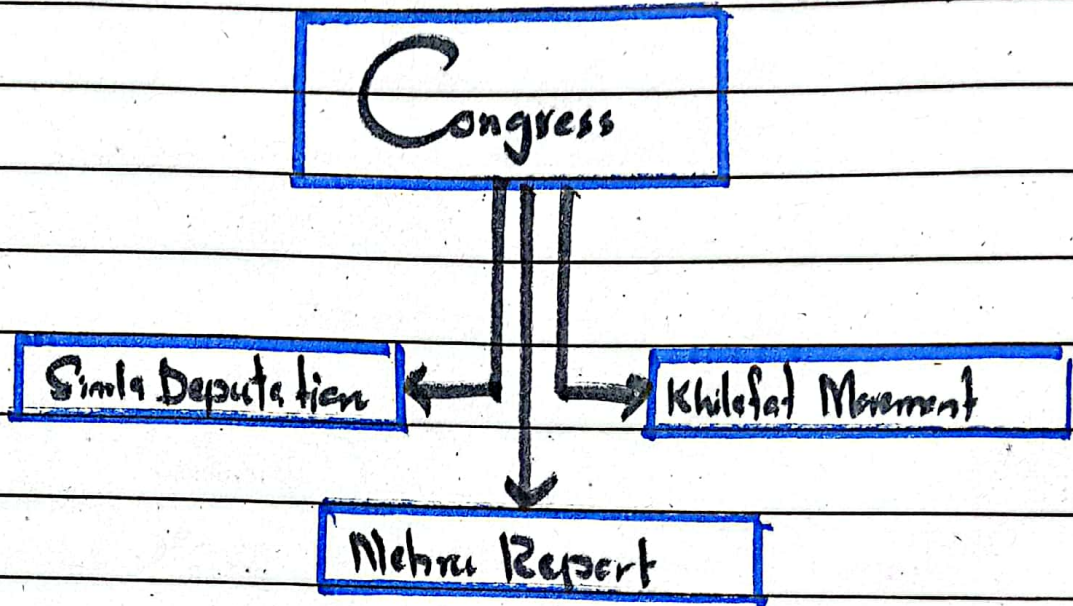 Congress
Simla Deputation
Khilafat Movement
Nehru Report